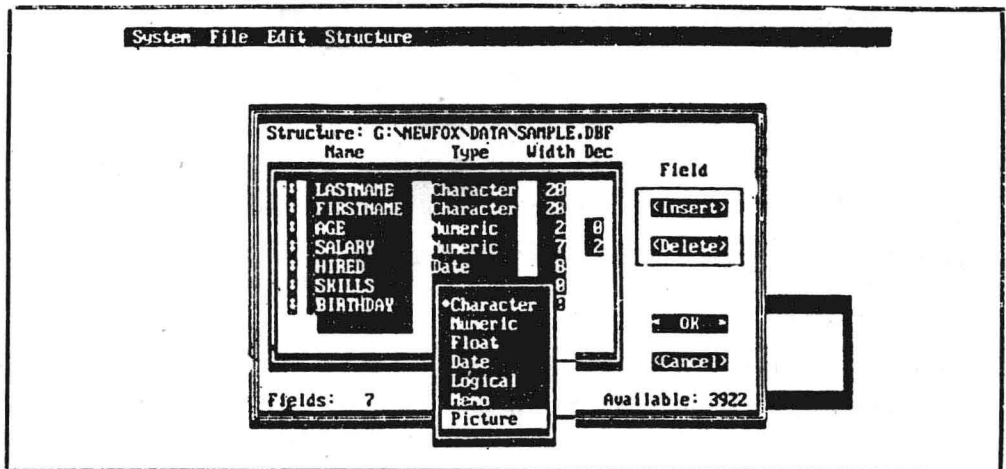 System File Edit Structure
Structure: G:\NEWFOX\DATA\SAMPLE.DBF
Name Type Width Dec
Field
LASTNAME Character 20
FIRSTNAME Character 20
AGE Numeric 2 0
SALARY Numeric 7 2
HIRED Date 8
SKILLS 0
BIRTHDAY 0
<Insert>
<Delete>
Character
Numeric
Float
Date
Logical
Memo
Picture
« OK »
<Cancel>
Fields: 7
Available: 3922